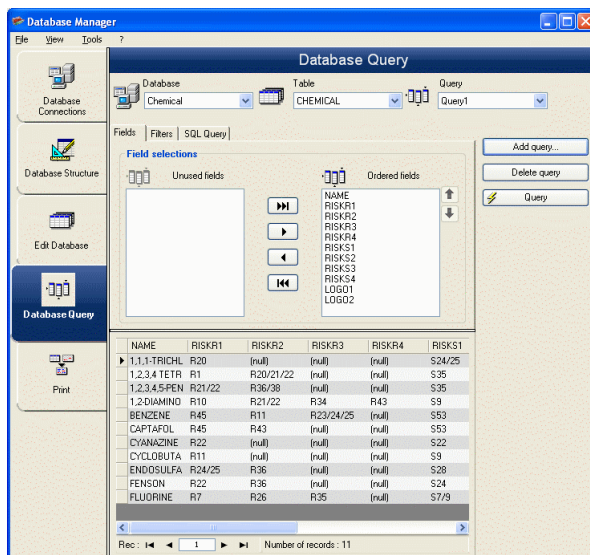 Database Manager
File View Tools ?
Database Query
Database Table Query
Chemical CHEMICAL Query1
Database Connections
Database Structure
Edit Database
Database Query
Print
Fields Filters SQL Query
Add query...
Delete query
Query
Field selections
Unused fields Ordered fields
NAME
RISKR1
RISKR2
RISKR3
RISKR4
RISKS1
RISKS2
RISKS3
RISKS4
LOGO1
LOGO2
NAME RISKR1 RISKR2 RISKR3 RISKR4 RISKS1
1,1,1-TRICHL R20 (null) (null) (null) S24/25
1,2,3,4 TETR R1 R20/21/22 (null) (null) S35
1,2,3,4,5-PEN R21/22 R36/38 (null) (null) S35
1,2-DIAMINO R10 R21/22 R34 R43 S9
BENZENE R45 R11 R23/24/25 (null) S53
CAPTAFOL R45 R43 (null) (null) S53
CYANAZINE R22 (null) (null) (null) S22
CYCLOBUTA R11 (null) (null) (null) S9
ENDOSULFA R24/25 R36 (null) (null) S28
FENSON R22 R36 (null) (null) S24
FLUORINE R7 R26 R35 (null) S7/9
Rec : 1 Number of records : 11